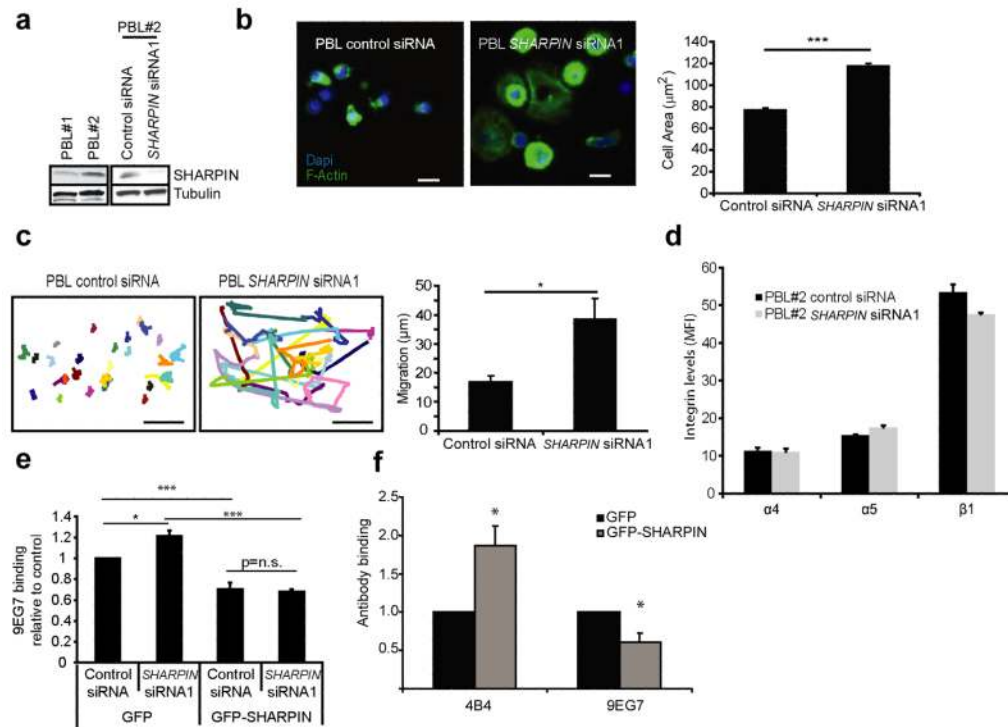 a
PBL#2
PBL#1
PBL#2
Control siRNA
SHARPIN siRNA1
SHARPIN
Tubulin
b
PBL control siRNA
PBL SHARPIN siRNA1
Dapi
F-Actin
***
Cell Area (µm²)
140
120
100
80
60
40
20
0
Control siRNA
SHARPIN siRNA1
c
PBL control siRNA
PBL SHARPIN siRNA1
*
Migration (µm)
50
40
30
20
10
0
Control siRNA
SHARPIN siRNA1
d
PBL#2 control siRNA
PBL#2 SHARPIN siRNA1
Integrin levels (MFI)
60
50
40
30
20
10
0
α4
α5
β1
e
***
*
***
p=n.s.
9EG7 binding
relative to control
1.4
1.2
1
0.8
0.6
0.4
0.2
0
Control
siRNA
SHARPIN
siRNA1
Control
siRNA
SHARPIN
siRNA1
GFP
GFP-SHARPIN
f
GFP
GFP-SHARPIN
*
*
Antibody binding
2.5
2.0
1.5
1.0
0.5
4B4
9EG7